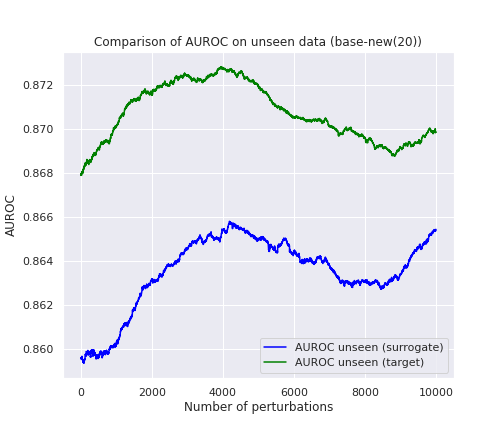 Comparison of AUROC on unseen data (base-new(20))
AUROC
0.872
0.870
0.868
0.866
0.864
0.862
0.860
0
2000
4000
6000
8000
10000
Number of perturbations
AUROC unseen (surrogate)
AUROC unseen (target)